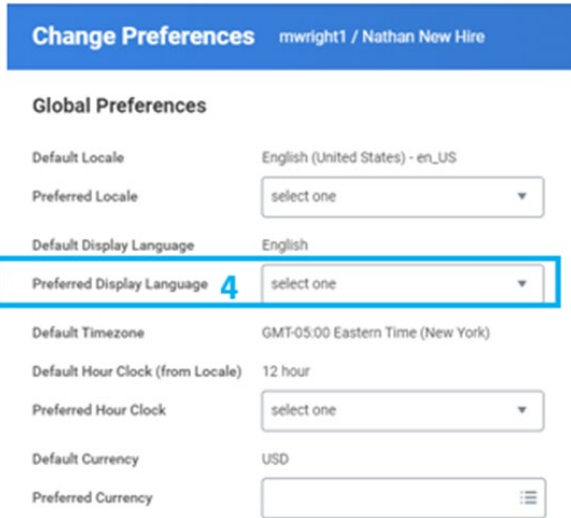 Change Preferences mwright1 / Nathan New Hire
Global Preferences
Default Locale English (United States) - en_US
Preferred Locale select one
Default Display Language English
Preferred Display Language 4 select one
Default Timezone GMT-05:00 Eastern Time (New York)
Default Hour Clock (from Locale) 12 hour
Preferred Hour Clock select one
Default Currency USD
Preferred Currency